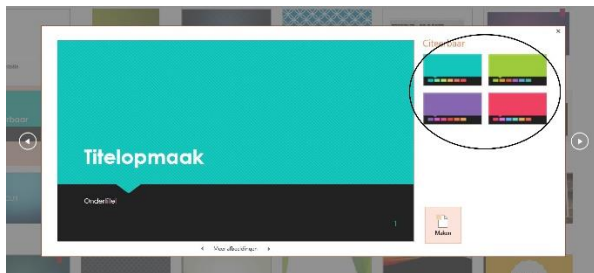 Citeerbaar
Titelopmaak
Ondertitel
1
Meer afbeeldingen
Maken